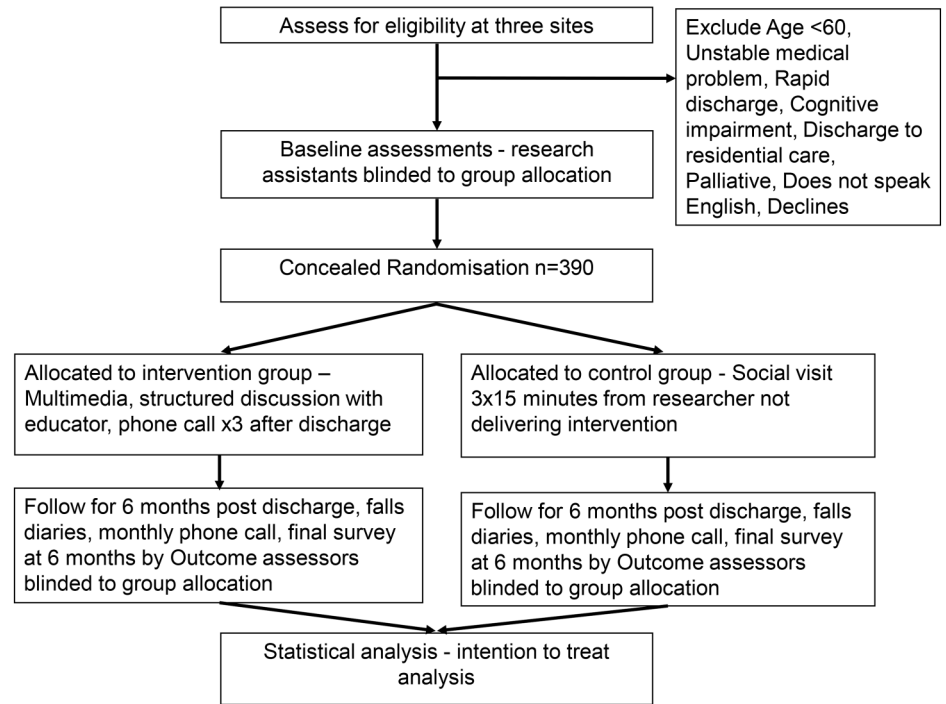 Assess for eligibility at three sites
Exclude Age <60,
Unstable medical
problem, Rapid
discharge, Cognitive
impairment, Discharge to
residential care,
Palliative, Does not speak
English, Declines
Baseline assessments - research
assistants blinded to group allocation
Concealed Randomisation n=390
Allocated to intervention group –
Multimedia, structured discussion with
educator, phone call x3 after discharge
Allocated to control group - Social visit
3x15 minutes from researcher not
delivering intervention
Follow for 6 months post discharge, falls
diaries, monthly phone call, final survey
at 6 months by Outcome assessors
blinded to group allocation
Follow for 6 months post discharge, falls
diaries, monthly phone call, final survey
at 6 months by Outcome assessors
blinded to group allocation
Statistical analysis - intention to treat
analysis